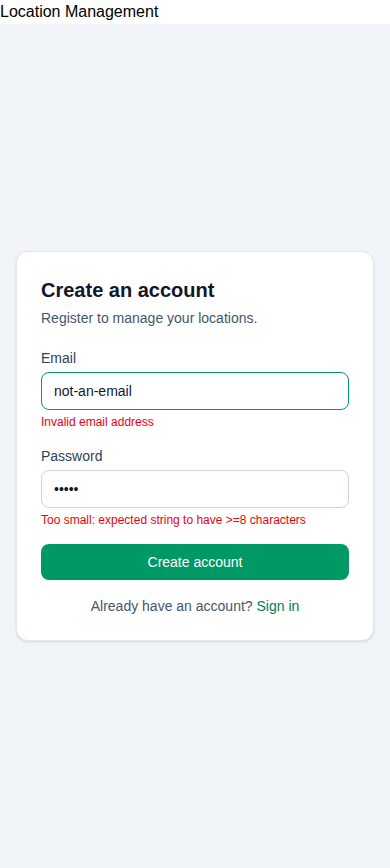 Location Management
Create an account
Register to manage your locations.
Email
not-an-email
Invalid email address
Password
•••••
Too small: expected string to have >=8 characters
Create account
Already have an account? Sign in